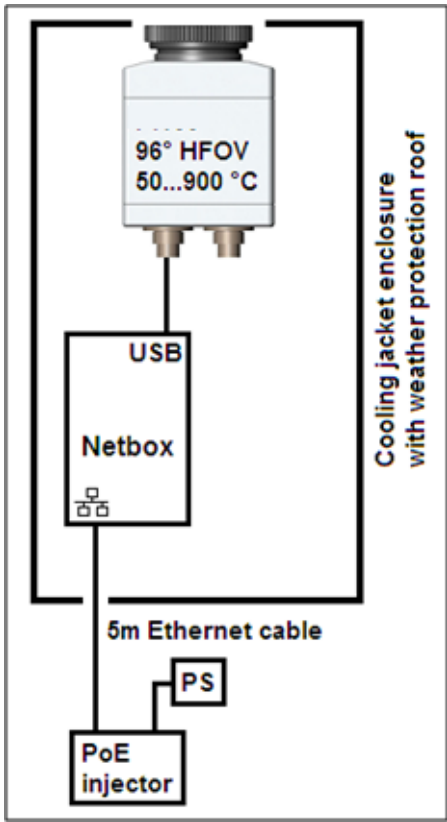 96° HFOV
50...900 °C
USB
Netbox
Cooling jacket enclosure
with weather protection roof
5m Ethernet cable
PS
PoE
injector